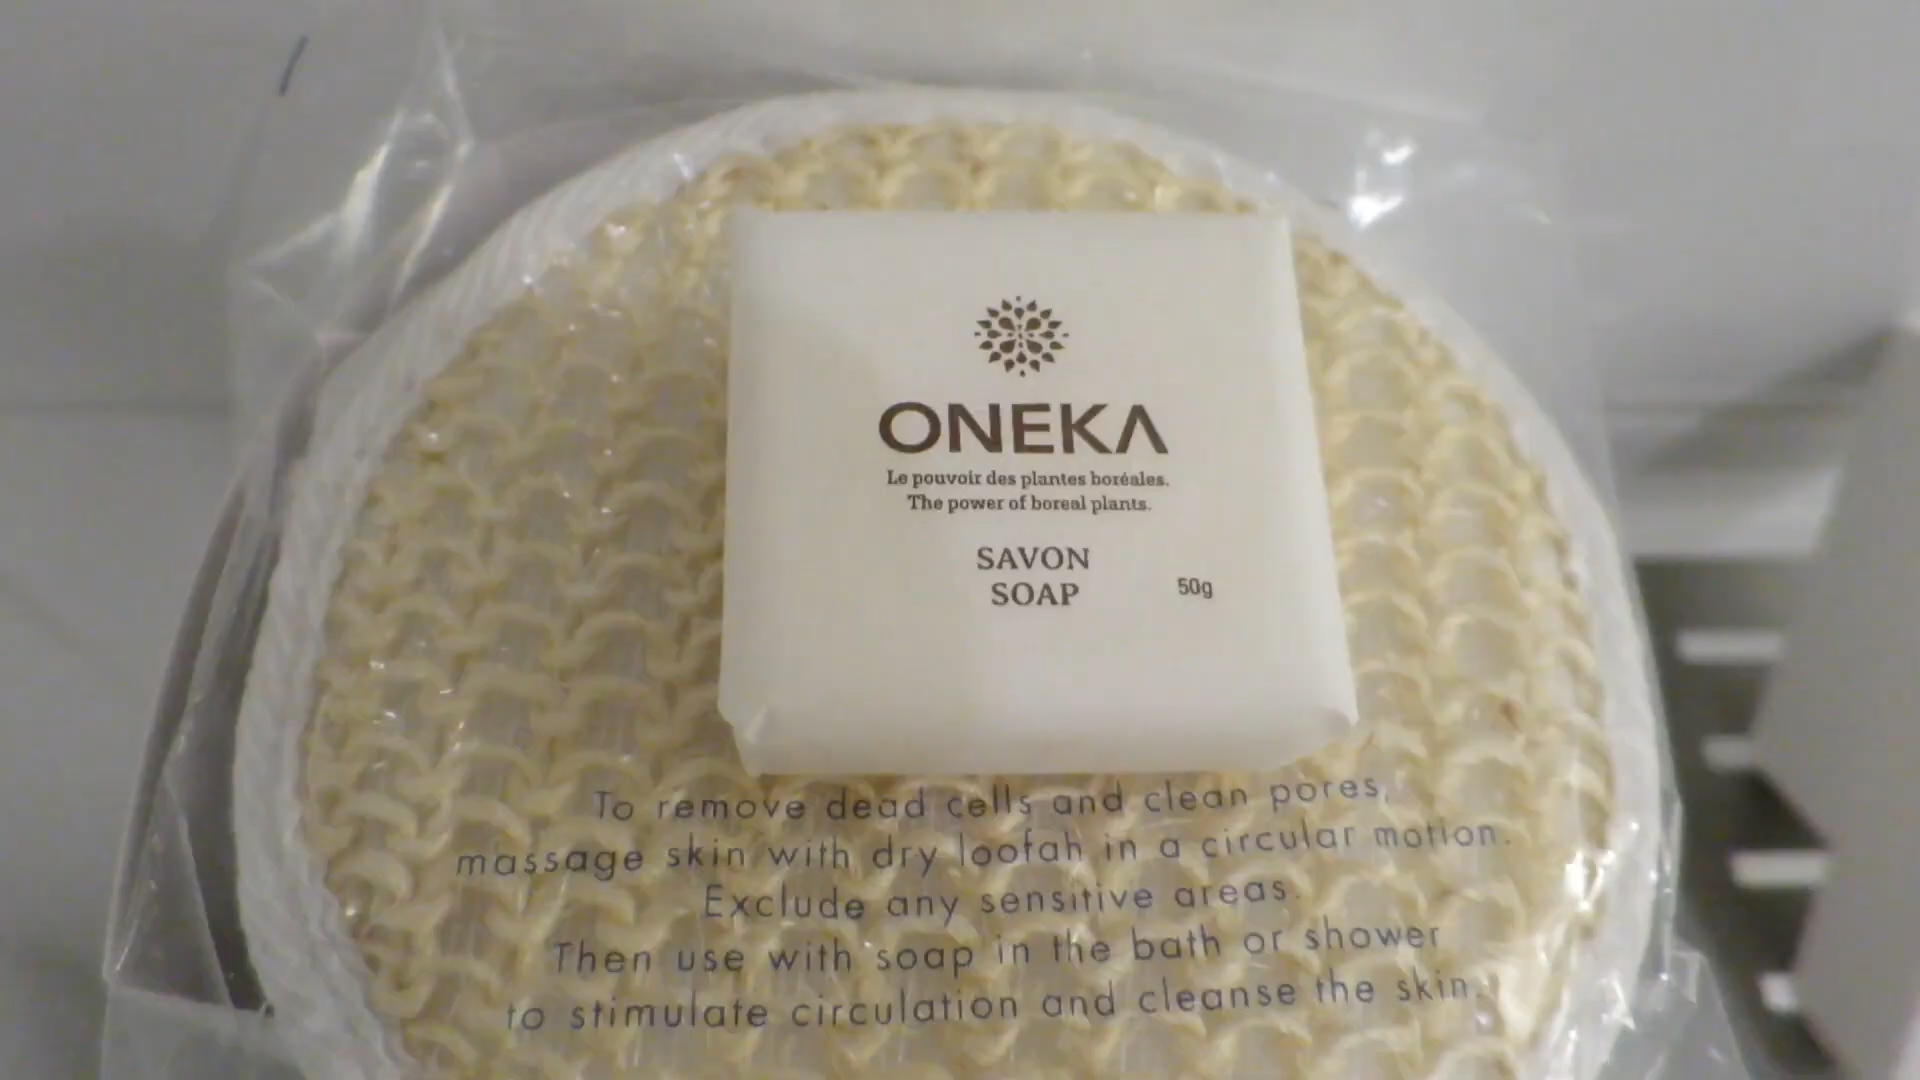 ONEKA
Le pouvoir des plantes boréales.
The power of boreal plants.
SAVON
SOAP
50g
To remove dead cells and clean pores,
massage skin with dry loofah in a circular motion.
Exclude any sensitive areas.
Then use with soap in the bath or shower
to stimulate circulation and cleanse the skin.